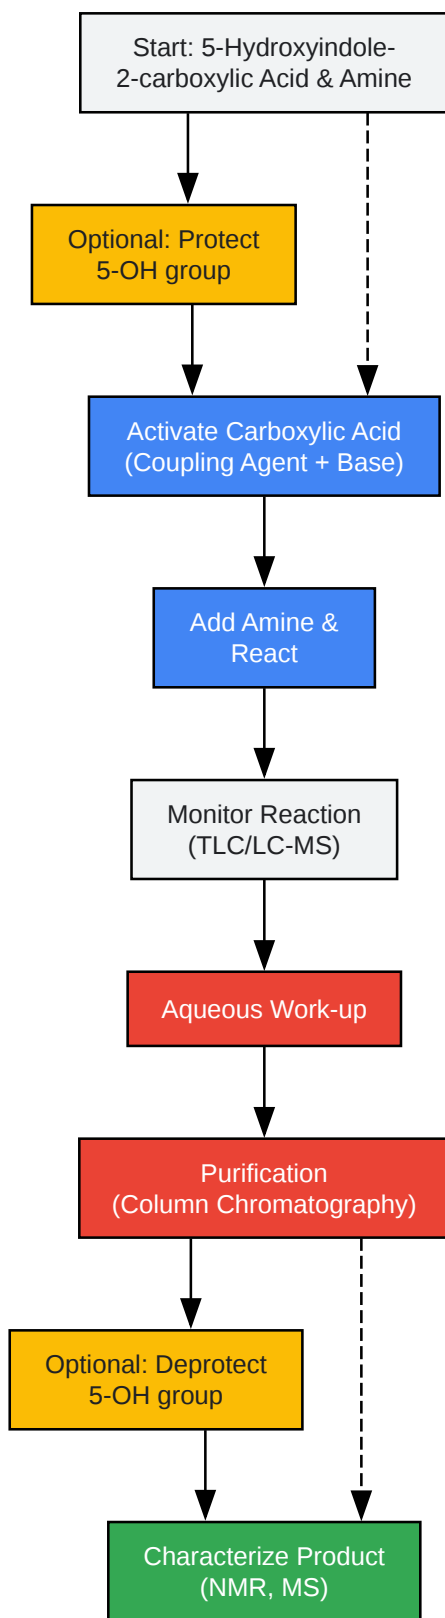 Start: 5-Hydroxyindole-
2-carboxylic Acid & Amine
Optional: Protect
5-OH group
Activate Carboxylic Acid
(Coupling Agent + Base)
Add Amine &
React
Monitor Reaction
(TLC/LC-MS)
Aqueous Work-up
Purification
(Column Chromatography)
Optional: Deprotect
5-OH group
Characterize Product
(NMR, MS)